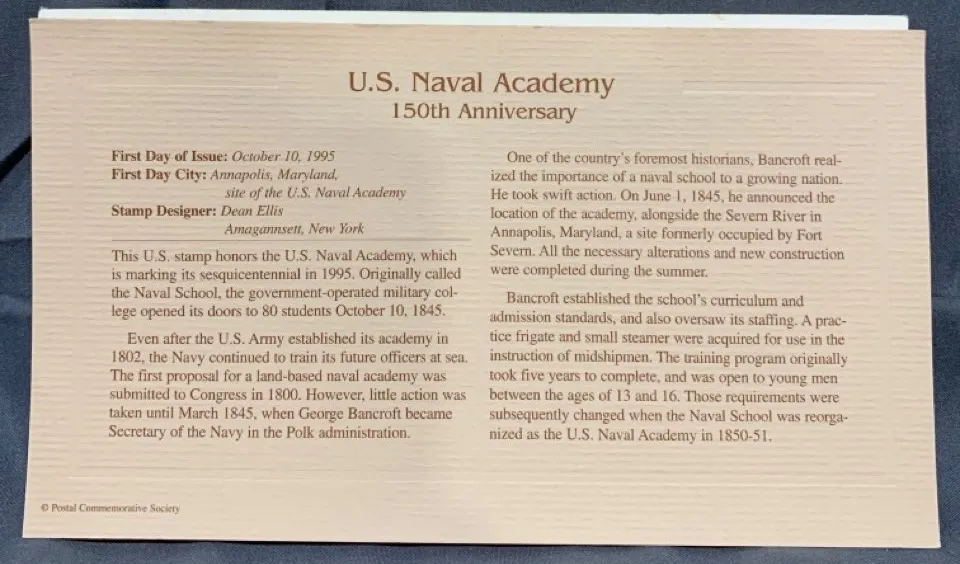 U.S. Naval Academy
150th Anniversary
First Day of Issue: October 10, 1995
First Day City: Annapolis, Maryland,
site of the U.S. Naval Academy
Stamp Designer: Dean Ellis
Amagannsett, New York
This U.S. stamp honors the U.S. Naval Academy, which
is marking its sesquicentennial in 1995. Originally called
the Naval School, the government-operated military col-
lege opened its doors to 80 students October 10, 1845.
Even after the U.S. Army established its academy in
1802, the Navy continued to train its future officers at sea.
The first proposal for a land-based naval academy was
submitted to Congress in 1800. However, little action was
taken until March 1845, when George Bancroft became
Secretary of the Navy in the Polk administration.
One of the country's foremost historians, Bancroft real-
ized the importance of a naval school to a growing nation.
He took swift action. On June 1, 1845, he announced the
location of the academy, alongside the Severn River in
Annapolis, Maryland, a site formerly occupied by Fort
Severn. All the necessary alterations and new construction
were completed during the summer.
Bancroft established the school's curriculum and
admission standards, and also oversaw its staffing. A prac-
tice frigate and small steamer were acquired for use in the
instruction of midshipmen. The training program originally
took five years to complete, and was open to young men
between the ages of 13 and 16. Those requirements were
subsequently changed when the Naval School was reorga-
nized as the U.S. Naval Academy in 1850-51.
© Postal Commemorative Society